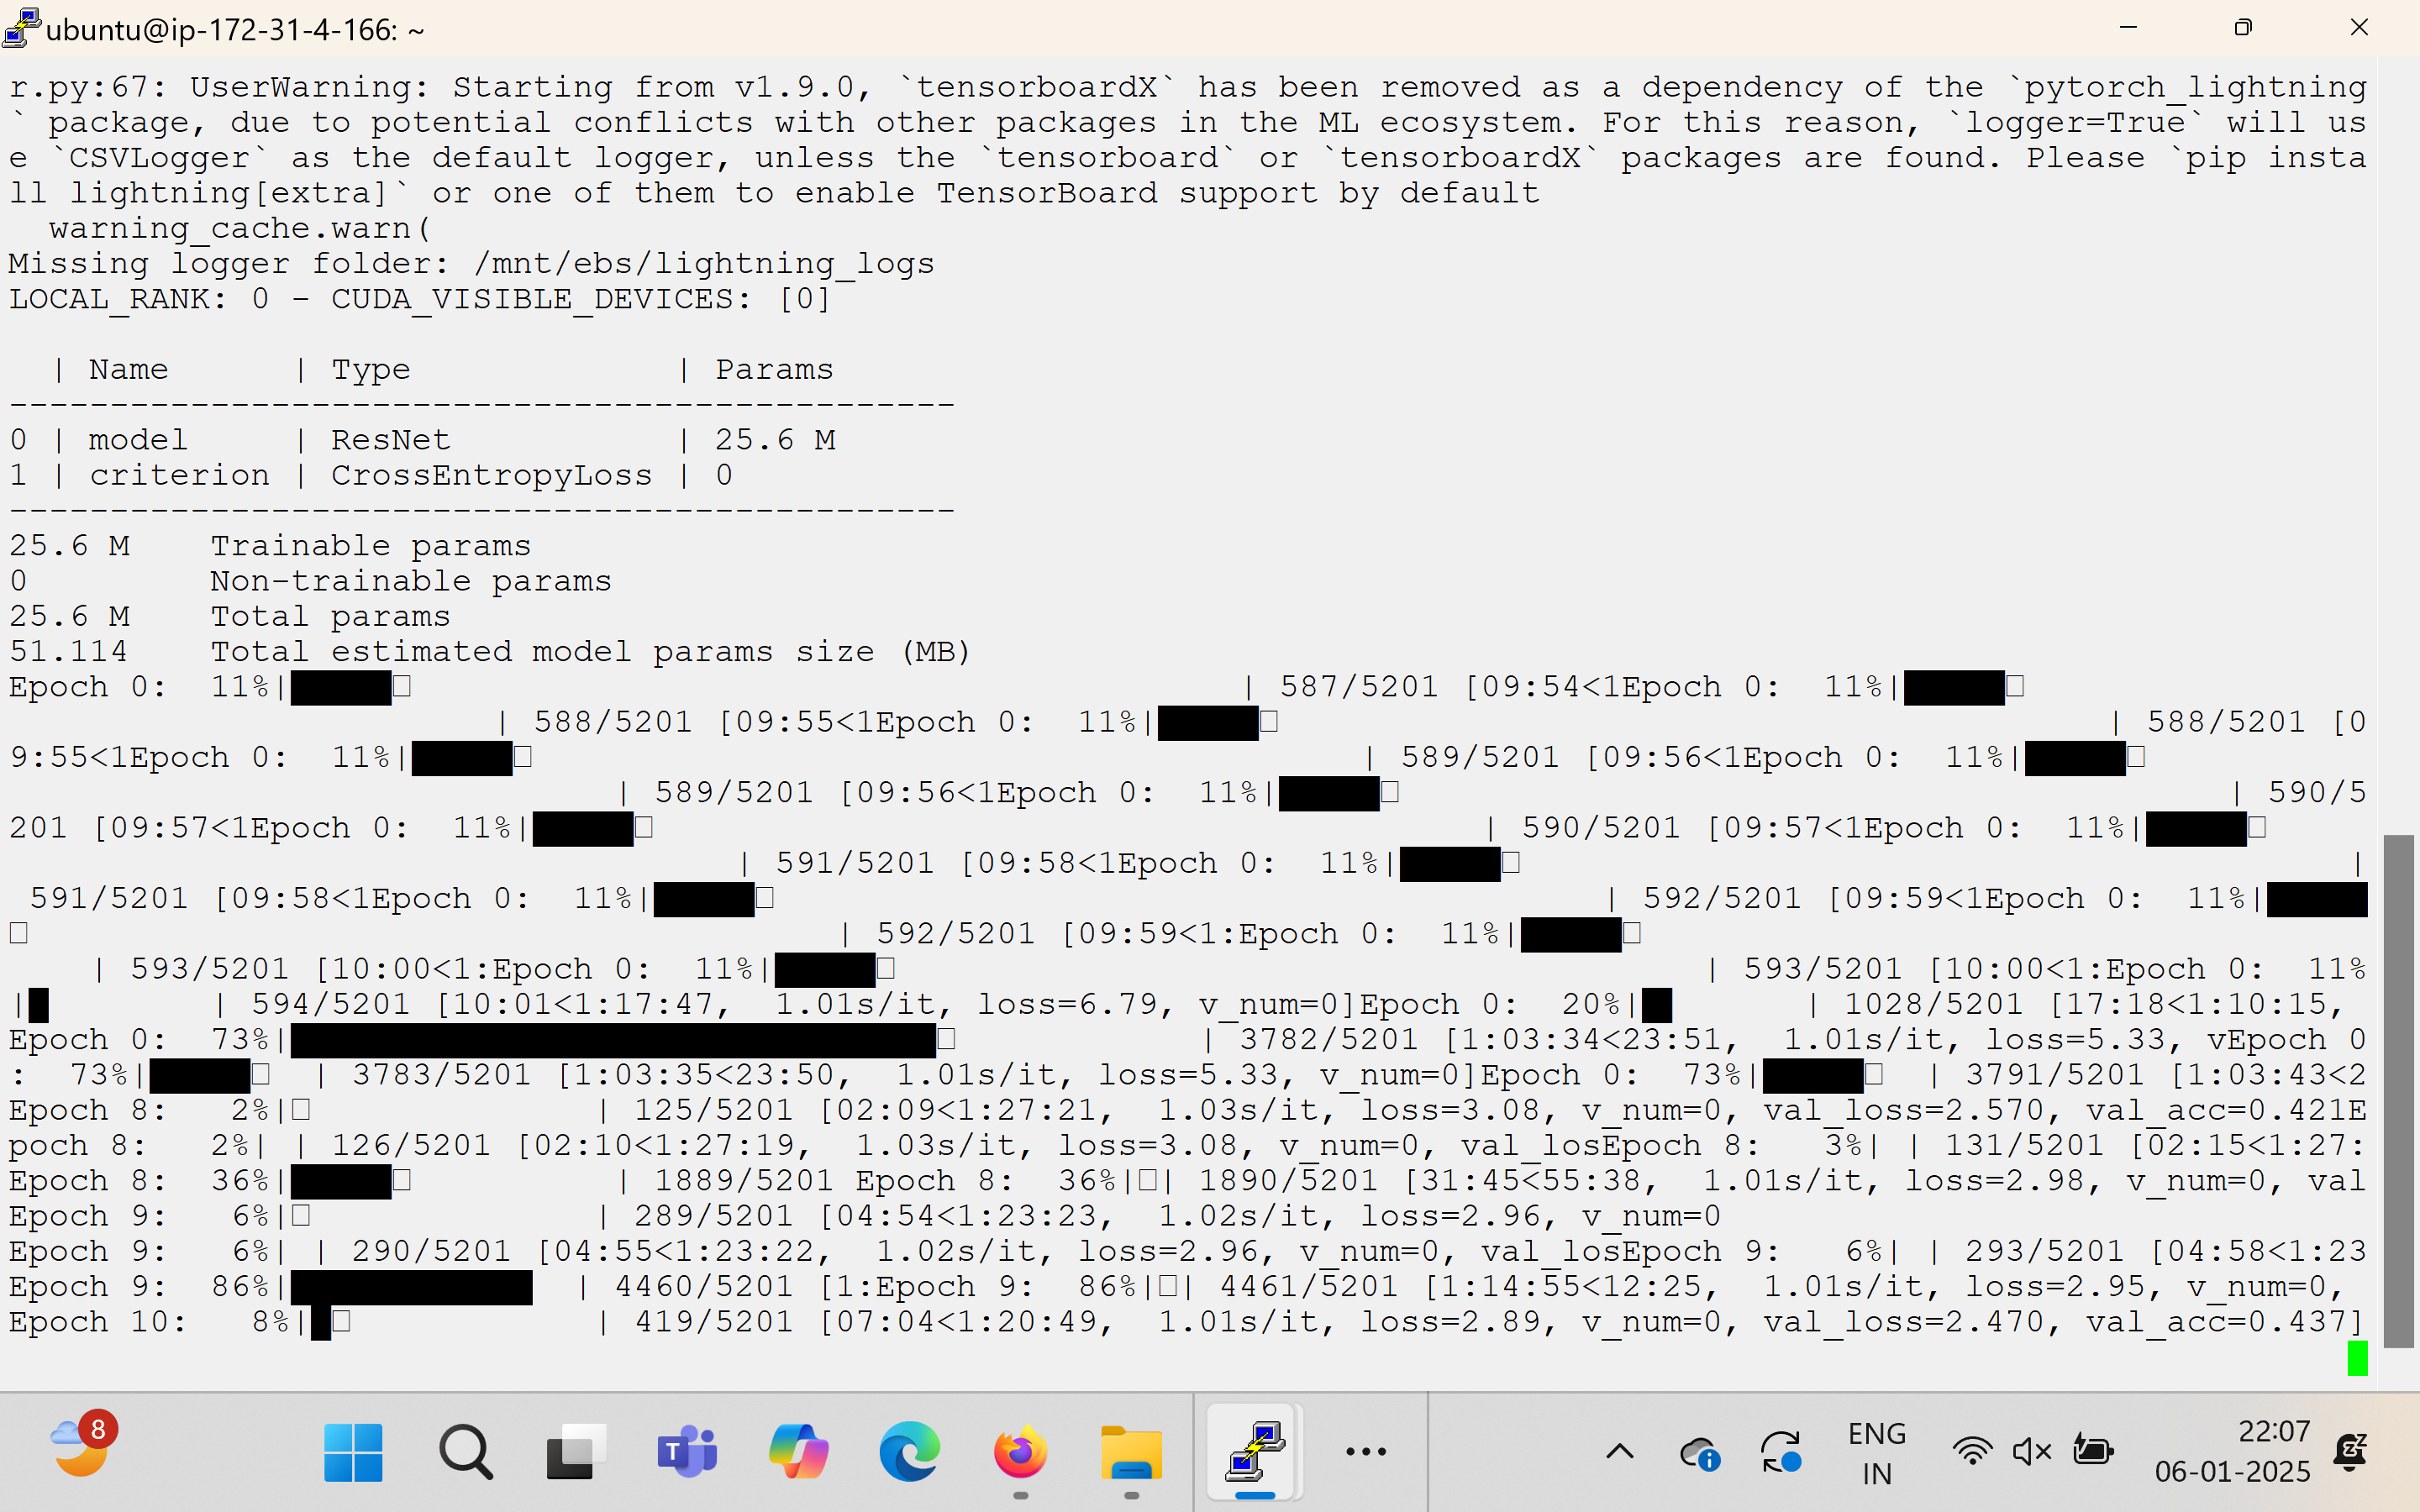 ubuntu@ip-172-31-4-166: ~
r.py:67: UserWarning: Starting from v1.9.0, `tensorboardX` has been removed as a dependency of the `pytorch_lightning
` package, due to potential conflicts with other packages in the ML ecosystem. For this reason, `logger=True` will us
e `CSVLogger` as the default logger, unless the `tensorboard` or `tensorboardX` packages are found. Please `pip insta
ll lightning[extra]` or one of them to enable TensorBoard support by default
  warning_cache.warn(
Missing logger folder: /mnt/ebs/lightning_logs
LOCAL_RANK: 0 - CUDA_VISIBLE_DEVICES: [0]
  | Name      | Type             | Params
-----------------------------------------------
0 | model     | ResNet           | 25.6 M
1 | criterion | CrossEntropyLoss | 0
-----------------------------------------------
25.6 M    Trainable params
0         Non-trainable params
25.6 M    Total params
51.114    Total estimated model params size (MB)
Epoch 0:  11%| | 587/5201 [09:54<1Epoch 0:  11%|
| 588/5201 [09:55<1Epoch 0:  11%| | 588/5201 [0
9:55<1Epoch 0:  11%| | 589/5201 [09:56<1Epoch 0:  11%|
| 589/5201 [09:56<1Epoch 0:  11%| | 590/5
201 [09:57<1Epoch 0:  11%| | 590/5201 [09:57<1Epoch 0:  11%|
| 591/5201 [09:58<1Epoch 0:  11%| |
591/5201 [09:58<1Epoch 0:  11%| | 592/5201 [09:59<1Epoch 0:  11%|
| 592/5201 [09:59<1:Epoch 0:  11%|
| 593/5201 [10:00<1:Epoch 0:  11%| | 593/5201 [10:00<1:Epoch 0:  11%
| | 594/5201 [10:01<1:17:47,  1.01s/it, loss=6.79, v_num=0]Epoch 0:  20%| | 1028/5201 [17:18<1:10:15,
Epoch 0:  73%| | 3782/5201 [1:03:34<23:51,  1.01s/it, loss=5.33, vEpoch 0
:  73%| | 3783/5201 [1:03:35<23:50,  1.01s/it, loss=5.33, v_num=0]Epoch 0:  73%| | 3791/5201 [1:03:43<2
Epoch 8:   2%| | 125/5201 [02:09<1:27:21,  1.03s/it, loss=3.08, v_num=0, val_loss=2.570, val_acc=0.421E
poch 8:   2%| | 126/5201 [02:10<1:27:19,  1.03s/it, loss=3.08, v_num=0, val_losEpoch 8:   3%| | 131/5201 [02:15<1:27:
Epoch 8:  36%| | 1889/5201 Epoch 8:  36%| | 1890/5201 [31:45<55:38,  1.01s/it, loss=2.98, v_num=0, val
Epoch 9:   6%| | 289/5201 [04:54<1:23:23,  1.02s/it, loss=2.96, v_num=0
Epoch 9:   6%| | 290/5201 [04:55<1:23:22,  1.02s/it, loss=2.96, v_num=0, val_losEpoch 9:   6%| | 293/5201 [04:58<1:23
Epoch 9:  86%| | 4460/5201 [1:Epoch 9:  86%| | 4461/5201 [1:14:55<12:25,  1.01s/it, loss=2.95, v_num=0,
Epoch 10:   8%| | 419/5201 [07:04<1:20:49,  1.01s/it, loss=2.89, v_num=0, val_loss=2.470, val_acc=0.437]
8
ENG
IN
22:07
06-01-2025